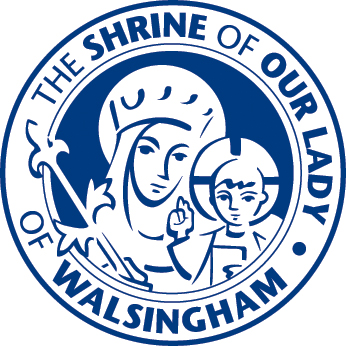 THE SHRINE OF OUR LADY
OF WALSINGHAM